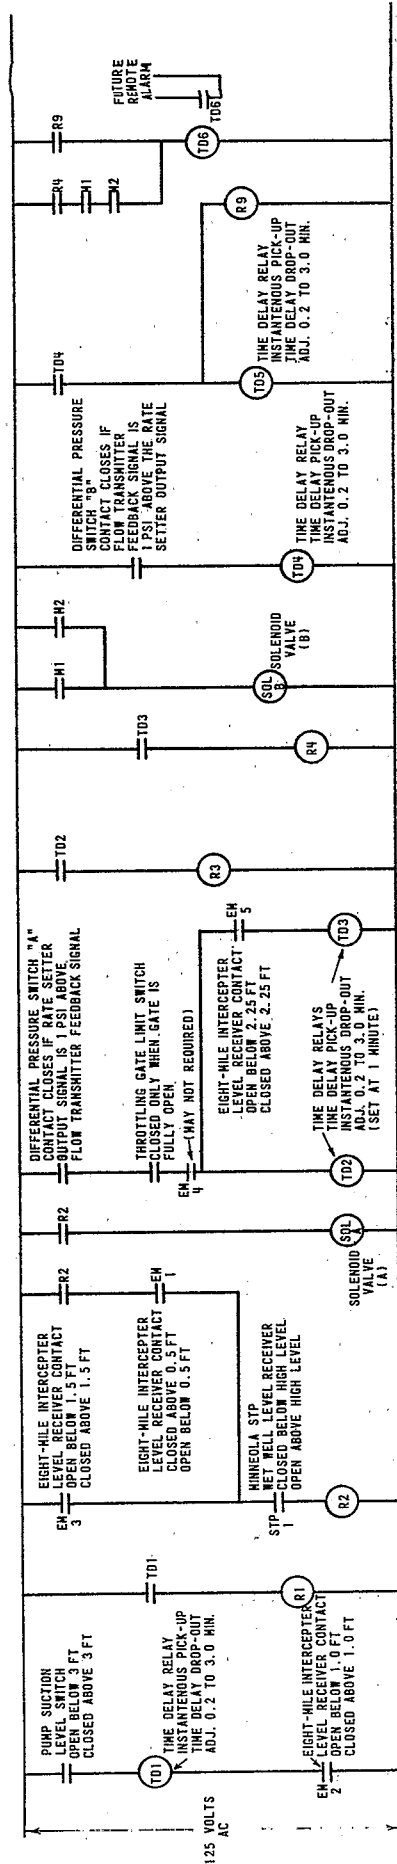 125 VOLTS
AC
PUMP SUCTION
LEVEL SWITCH
OPEN BELOW 3 FT
CLOSED ABOVE 3 FT
TD1
TIME DELAY RELAY
INSTANTENOUS PICK-UP
TIME DELAY DROP-OUT
ADJ. 0.2 TO 3.0 MIN.
EM
2
EIGHT-MILE INTERCEPTER
LEVEL RECEIVER CONTACT
OPEN BELOW 1.0 FT
CLOSED ABOVE 1.0 FT
TD1
R1
EIGHT-MILE INTERCEPTER
LEVEL RECEIVER CONTACT
OPEN BELOW 1.5 FT
CLOSED ABOVE 1.5 FT
EM
3
R2
EIGHT-MILE INTERCEPTER
LEVEL RECEIVER CONTACT
CLOSED ABOVE 0.5 FT
OPEN BELOW 0.5 FT
EM
1
MINNEOLA STP
WET WELL LEVEL RECEIVER
CLOSED BELOW HIGH LEVEL
OPEN ABOVE HIGH LEVEL
STP
1
R2
R2
SOL
A
SOLENOID
VALVE
(A)
DIFFERENTIAL PRESSURE SWITCH "A"
CONTACT CLOSES IF RATE SETTER
OUTPUT SIGNAL IS 1 PSI ABOVE
FLOW TRANSMITTER FEEDBACK SIGNAL
THROTTLING GATE LIMIT SWITCH
CLOSED ONLY WHEN GATE IS
FULLY OPEN
EM
4
(MAY NOT REQUIRED)
EIGHT-MILE INTERCEPTER
LEVEL RECEIVER CONTACT
OPEN BELOW 2.25 FT
CLOSED ABOVE 2.25 FT
EM
5
TIME DELAY RELAYS
TIME DELAY PICK-UP
INSTANTENOUS DROP-OUT
ADJ. 0.2 TO 3.0 MIN.
(SET AT 1 MINUTE)
TD2
TD3
TD2
R3
TD3
R4
M1
M2
SOL
B
SOLENOID
VALVE
(B)
DIFFERENTIAL PRESSURE
SWITCH "B"
CONTACT CLOSES IF
FLOW TRANSMITTER
FEEDBACK SIGNAL IS
1 PSI ABOVE THE RATE
SETTER OUTPUT SIGNAL
TD4
TIME DELAY RELAY
TIME DELAY PICK-UP
INSTANTENOUS DROP-OUT
ADJ. 0.2 TO 3.0 MIN.
TD4
TD5
TIME DELAY RELAY
INSTANTENOUS PICK-UP
TIME DELAY DROP-OUT
ADJ. 0.2 TO 3.0 MIN.
R9
R4
M1
M2
R9
TD6
FUTURE
REMOTE
ALARM
TD6